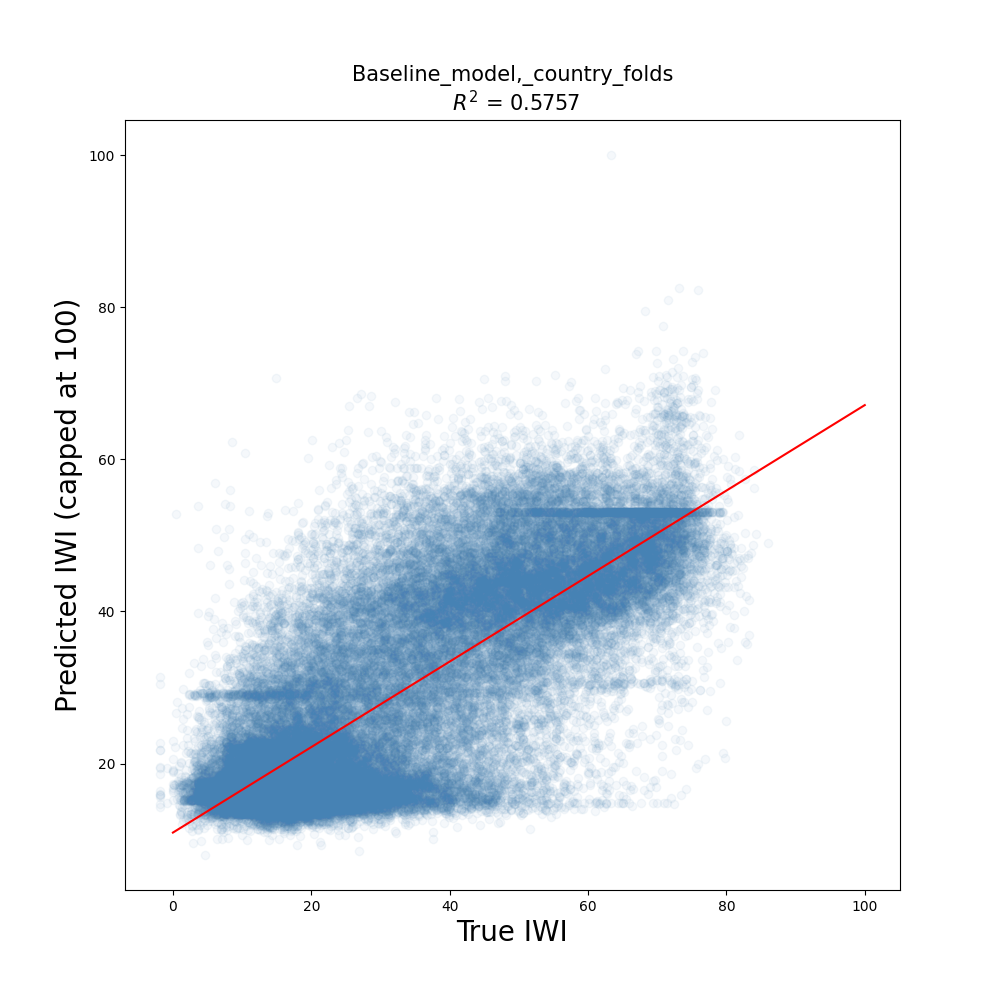 Baseline_model,_country_folds
R² = 0.5757
Predicted IWI (capped at 100)
100
80
60
40
20
0 20 40 60 80 100
True IWI